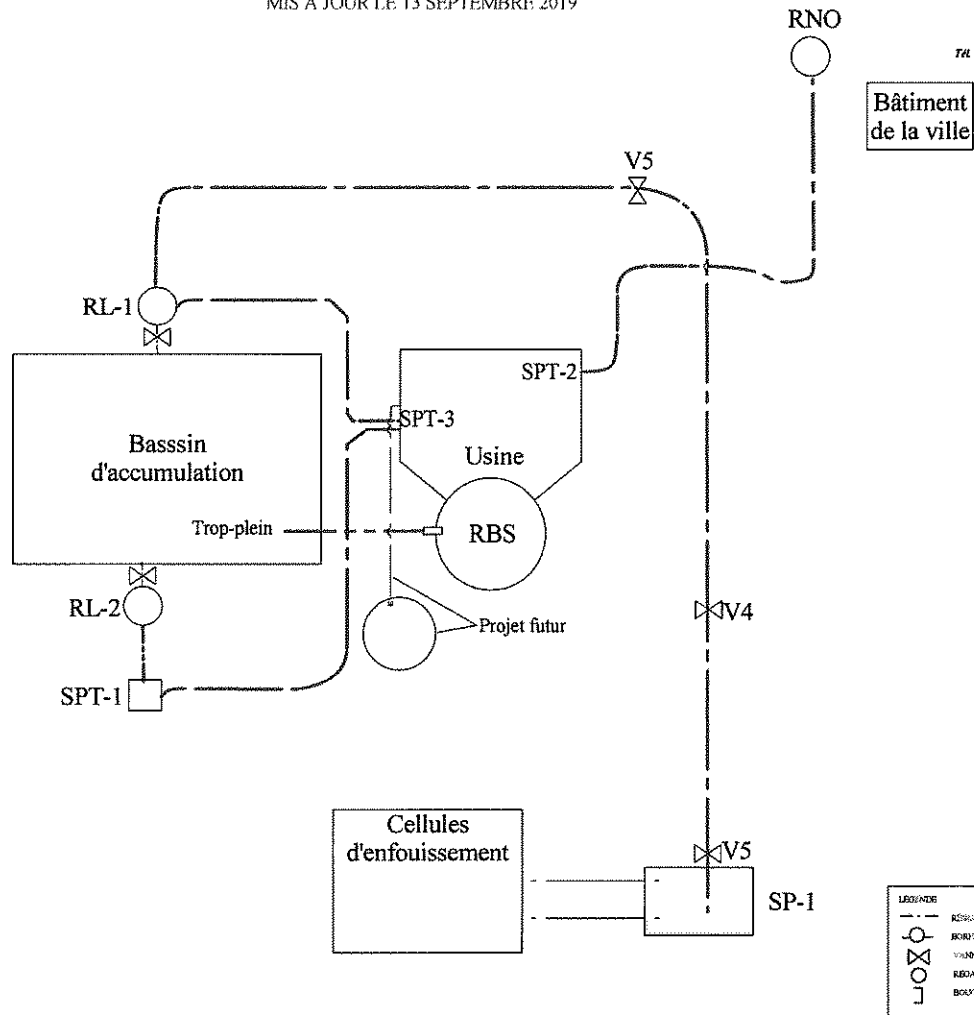 MIS À JOUR LE 13 SEPTEMBRE 2019
RNO
Bâtiment
de la ville
V5
RL-1
SPT-2
SPT-3
Basssin
d'accumulation
Usine
Trop-plein
RBS
RL-2
V4
Projet futur
SPT-1
Cellules
d'enfouissement
V5
SP-1
LÉGENDE